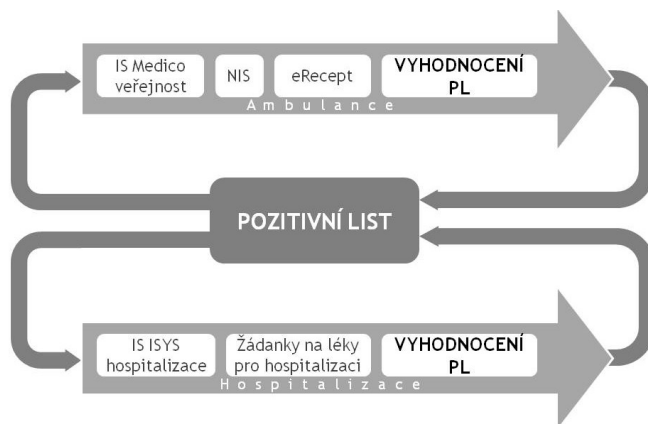 IS Medico
veřejnost
NIS
eRecept
VYHODNOCENÍ
PL
Ambulance
POZITIVNÍ LIST
IS ISYS
hospitalizace
Žádanky na léky
pro hospitalizaci
VYHODNOCENÍ
PL
Hospitalizace